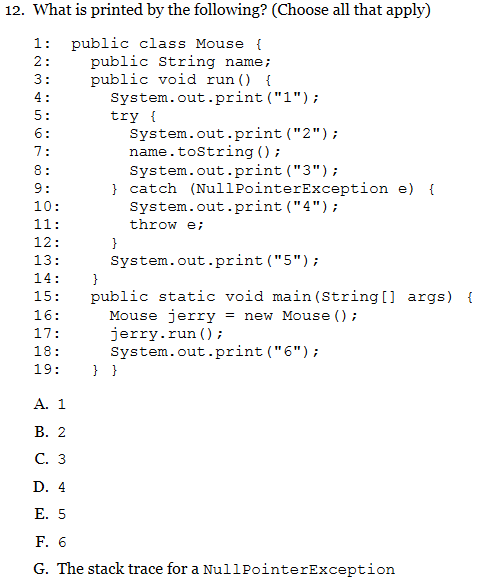 12. What is printed by the following? (Choose all that apply)
1: public class Mouse {
2: public String name;
3: public void run() {
4: System.out.print("1");
5: try {
6: System.out.print("2");
7: name.toString();
8: System.out.print("3");
9: } catch (NullPointerException e) {
10: System.out.print("4");
11: throw e;
12: }
13: System.out.print("5");
14: }
15: public static void main(String[] args) {
16: Mouse jerry = new Mouse();
17: jerry.run();
18: System.out.print("6");
19: } }
A. 1
B. 2
C. 3
D. 4
E. 5
F. 6
G. The stack trace for a NullPointerException